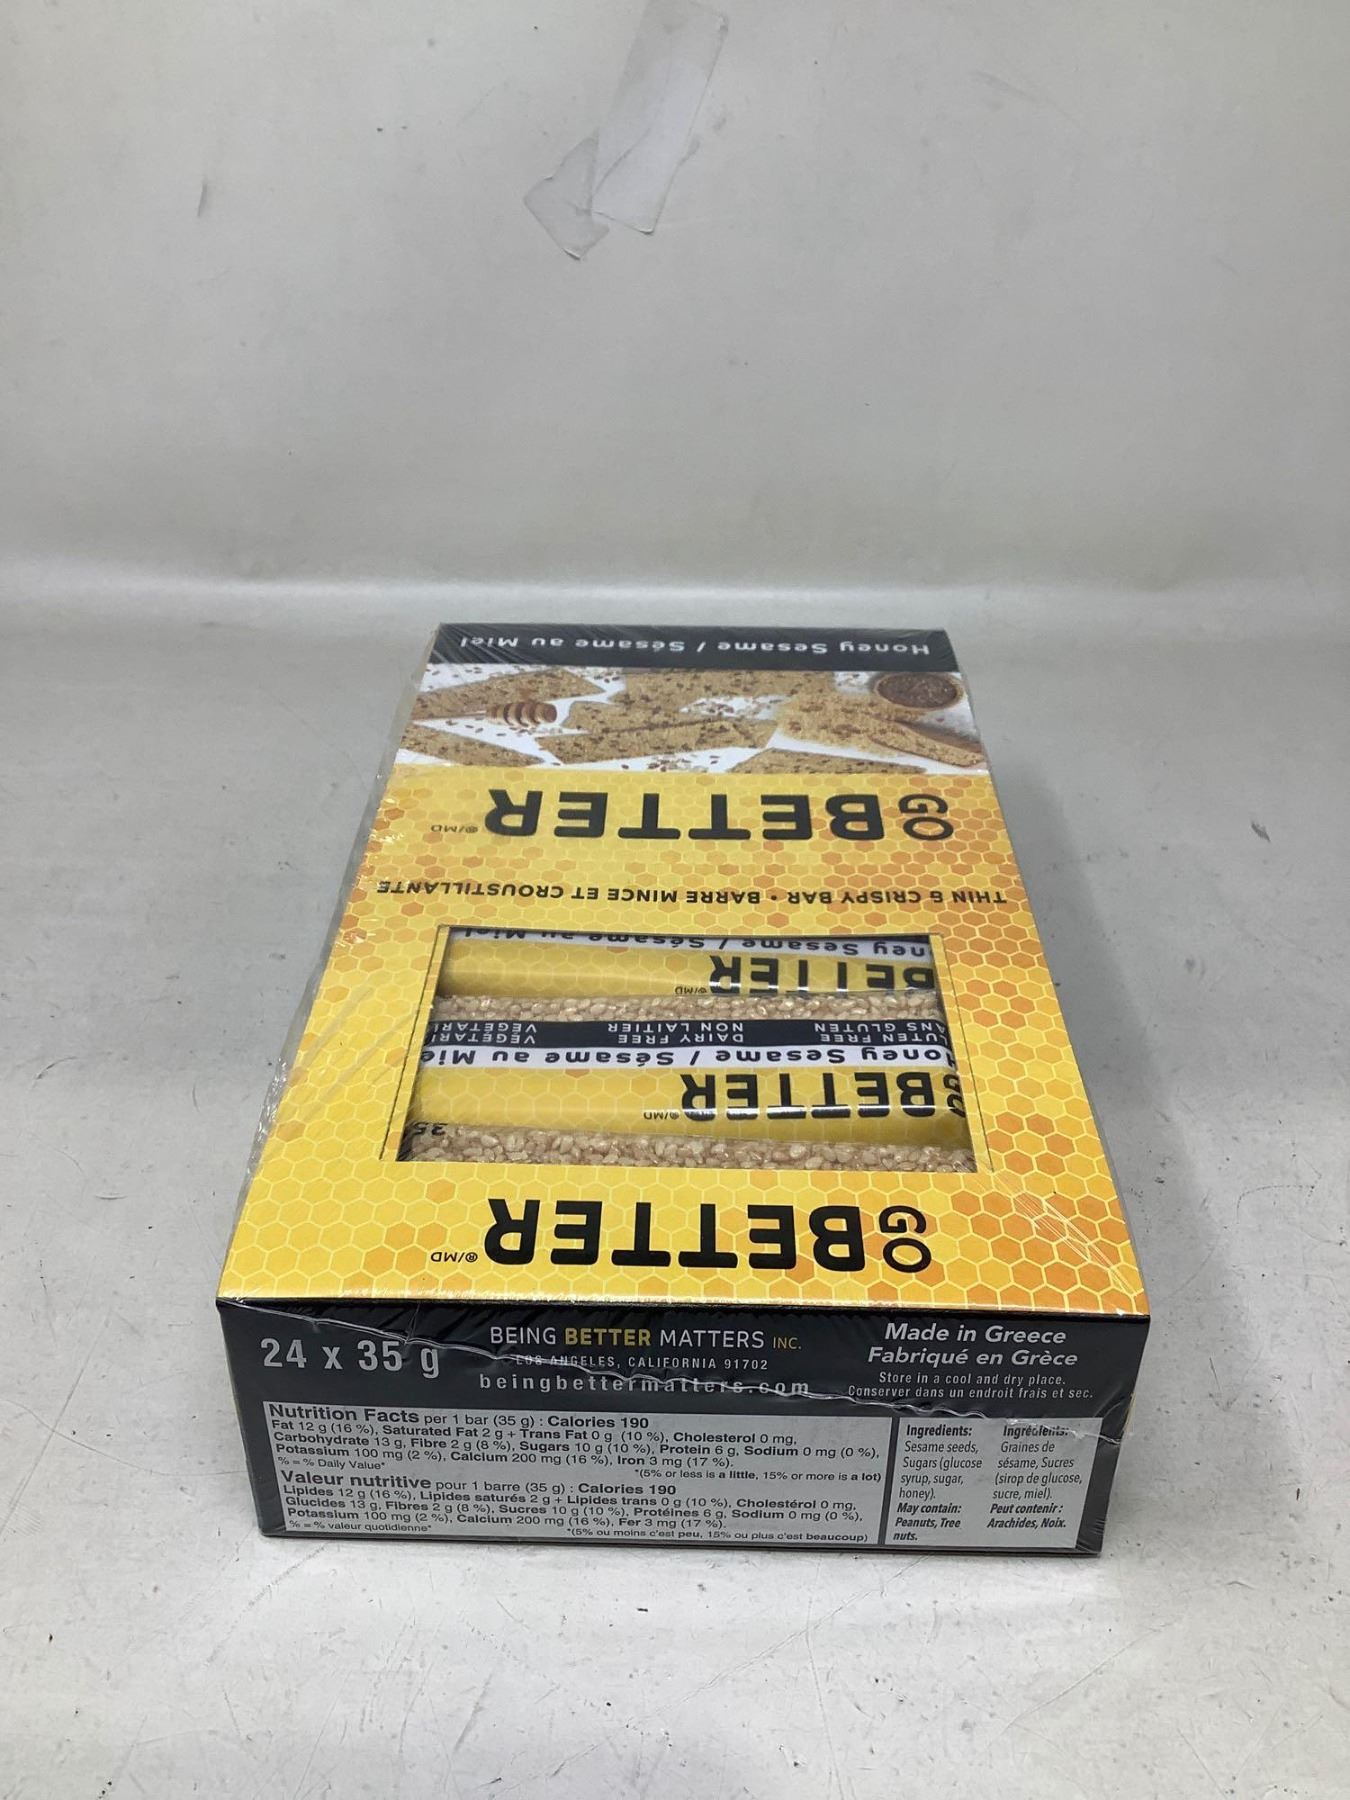 Honey Sesame / Sésame au Miel
GO BETTER ®/MD
THIN & CRISPY BAR • BARRE MINCE ET CROUSTILLANTE
oney Sesame / Sésame au Miel
BETTER ®/MD
LUTEN FREE DAIRY FREE VEGETARI
ANS GLUTEN NON LAITIER VÉGÉTARI
Honey Sesame / Sésame au Mie
GO BETTER ®/MD
35
GO BETTER ®/MD
24 x 35 g
BEING BETTER MATTERS INC.
LOS ANGELES, CALIFORNIA 91702
beingbettermatters.com
Made in Greece
Fabriqué en Grèce
Store in a cool and dry place.
Conserver dans un endroit frais et sec.
Nutrition Facts per 1 bar (35 g) : Calories 190
Fat 12 g (16 %), Saturated Fat 2 g + Trans Fat 0 g (10 %), Cholesterol 0 mg,
Carbohydrate 13 g, Fibre 2 g (8 %), Sugars 10 g (10 %), Protein 6 g, Sodium 0 mg (0 %),
Potassium 100 mg (2 %), Calcium 200 mg (16 %), Iron 3 mg (17 %).
% = % Daily Value* *(5% or less is a little, 15% or more is a lot)
Valeur nutritive pour 1 barre (35 g) : Calories 190
Lipides 12 g (16 %), Lipides saturés 2 g + Lipides trans 0 g (10 %), Cholestérol 0 mg,
Glucides 13 g, Fibres 2 g (8 %), Sucres 10 g (10 %), Protéines 6 g, Sodium 0 mg (0 %),
Potassium 100 mg (2 %), Calcium 200 mg (16 %), Fer 3 mg (17 %).
% = % valeur quotidienne* *(5% ou moins c'est peu, 15% ou plus c'est beaucoup)
Ingredients:
Sesame seeds,
Sugars (glucose
syrup, sugar,
honey).
May contain:
Peanuts, Tree
nuts.
Ingrédients:
Graines de
sésame, Sucres
(sirop de glucose,
sucre, miel).
Peut contenir :
Arachides, Noix.